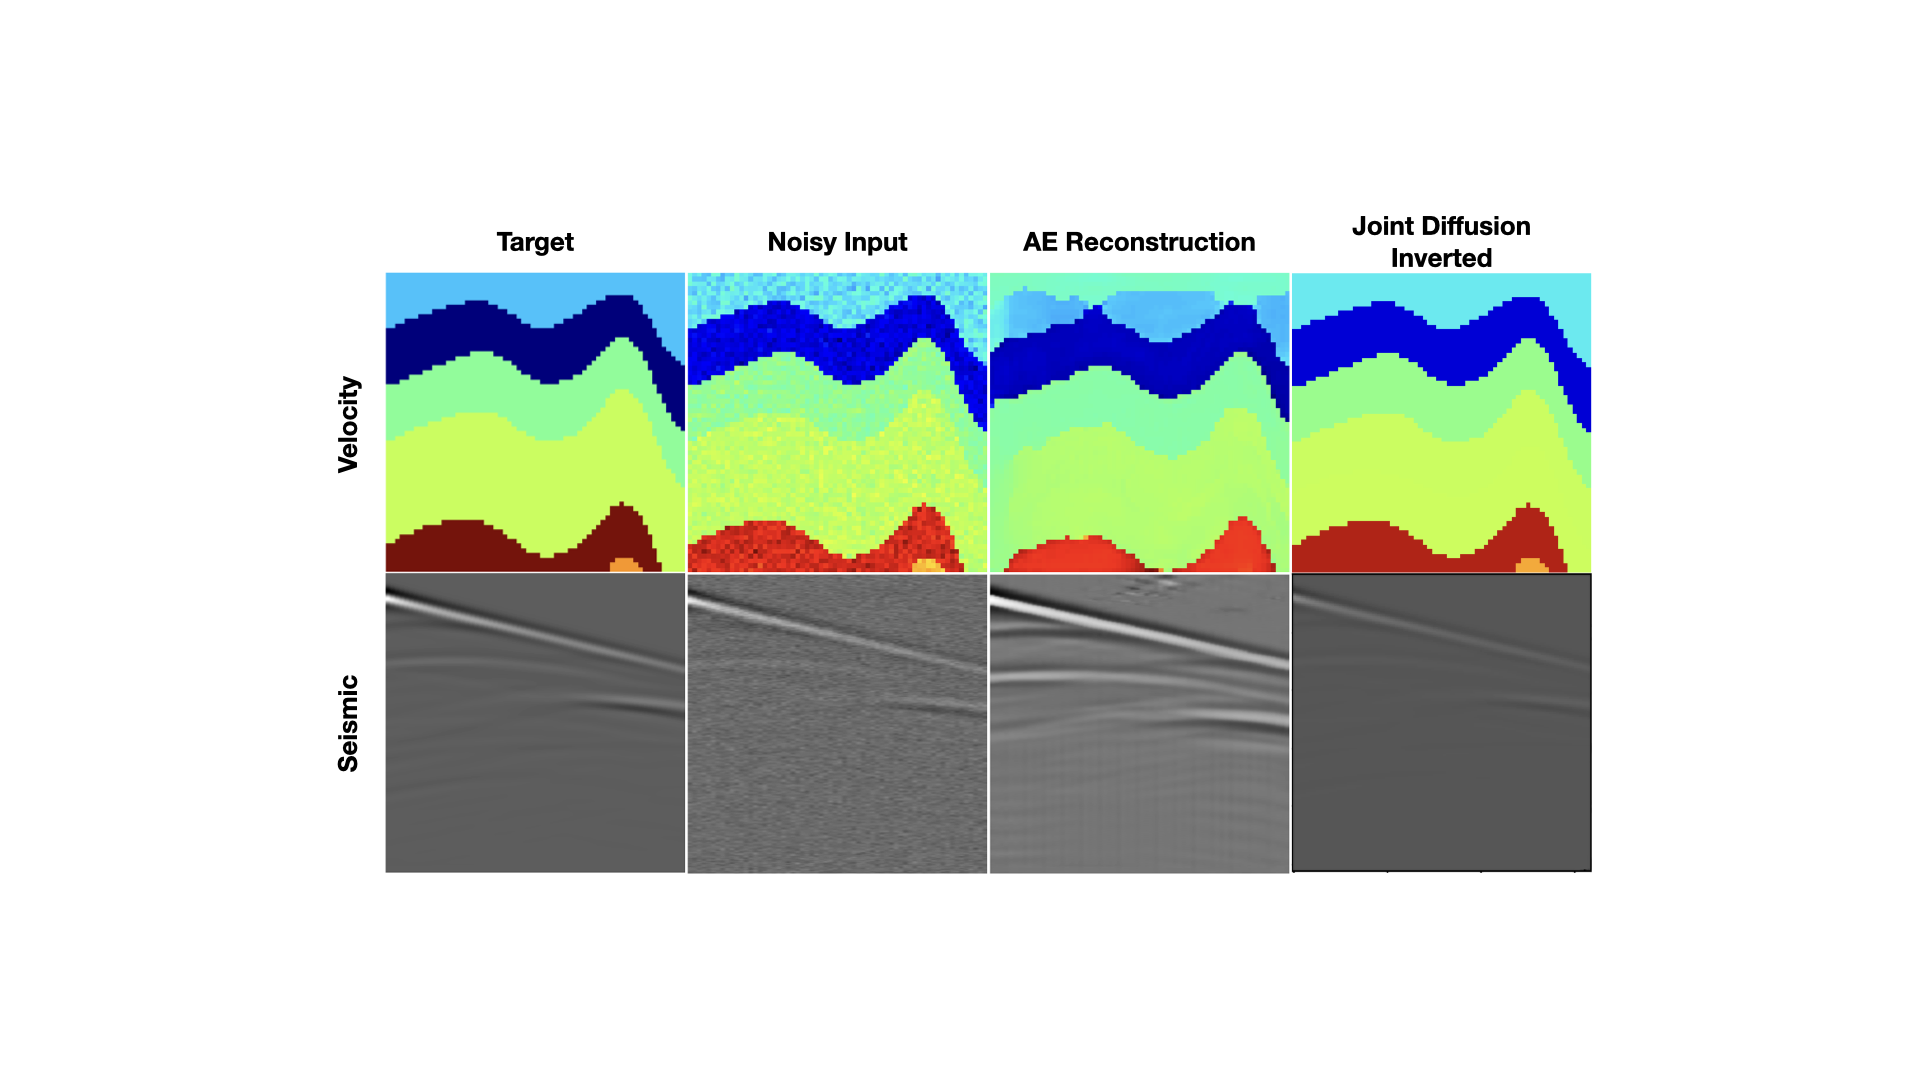 Target
Noisy Input
AE Reconstruction
Joint Diffusion
Inverted
Velocity
Seismic